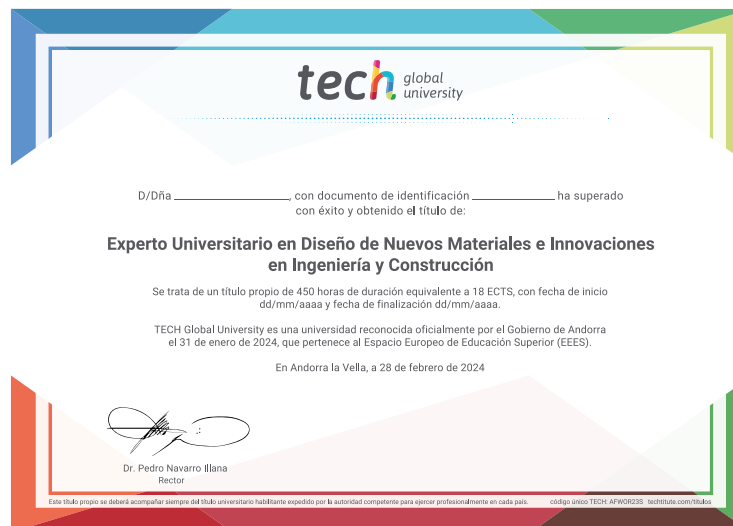 tech global
university
D/Dña ______________, con documento de identificación ______________ ha superado
con éxito y obtenido el título de:
Experto Universitario en Diseño de Nuevos Materiales e Innovaciones
en Ingeniería y Construcción
Se trata de un título propio de 450 horas de duración equivalente a 18 ECTS, con fecha de inicio
dd/mm/aaaa y fecha de finalización dd/mm/aaaa.
TECH Global University es una universidad reconocida oficialmente por el Gobierno de Andorra
el 31 de enero de 2024, que pertenece al Espacio Europeo de Educación Superior (EEES).
En Andorra la Vella, a 28 de febrero de 2024
Dr. Pedro Navarro Illana
Rector
Este título propio se deberá acompañar siempre del título universitario habilitante expedido por la autoridad competente para ejercer profesionalmente en cada país. código único TECH: AFWOR23S techtitute.com/titulos